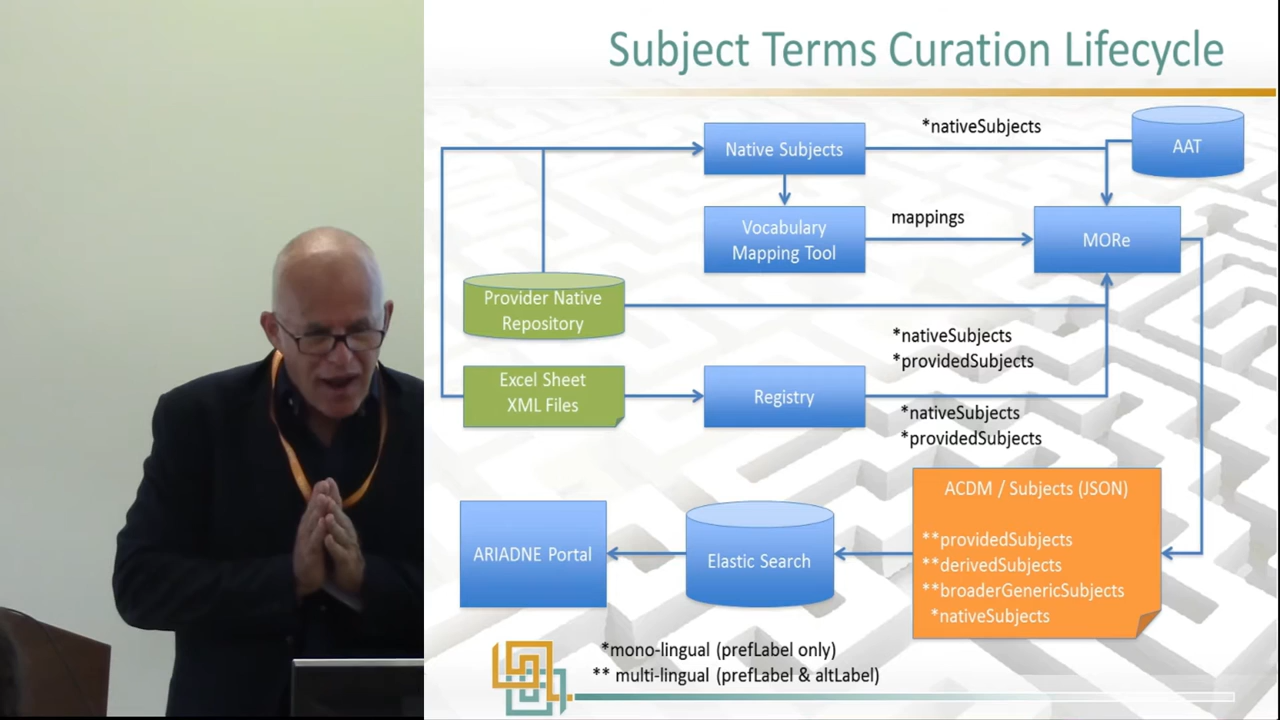 Subject Terms Curation Lifecycle
*nativeSubjects
AAT
Native Subjects
Vocabulary
Mapping Tool
mappings
MORe
Provider Native
Repository
*nativeSubjects
*providedSubjects
Excel Sheet
XML Files
Registry
*nativeSubjects
*providedSubjects
ACDM / Subjects (JSON)
**providedSubjects
**derivedSubjects
**broaderGenericSubjects
*nativeSubjects
Elastic Search
ARIADNE Portal
*mono-lingual (prefLabel only)
** multi-lingual (prefLabel & altLabel)